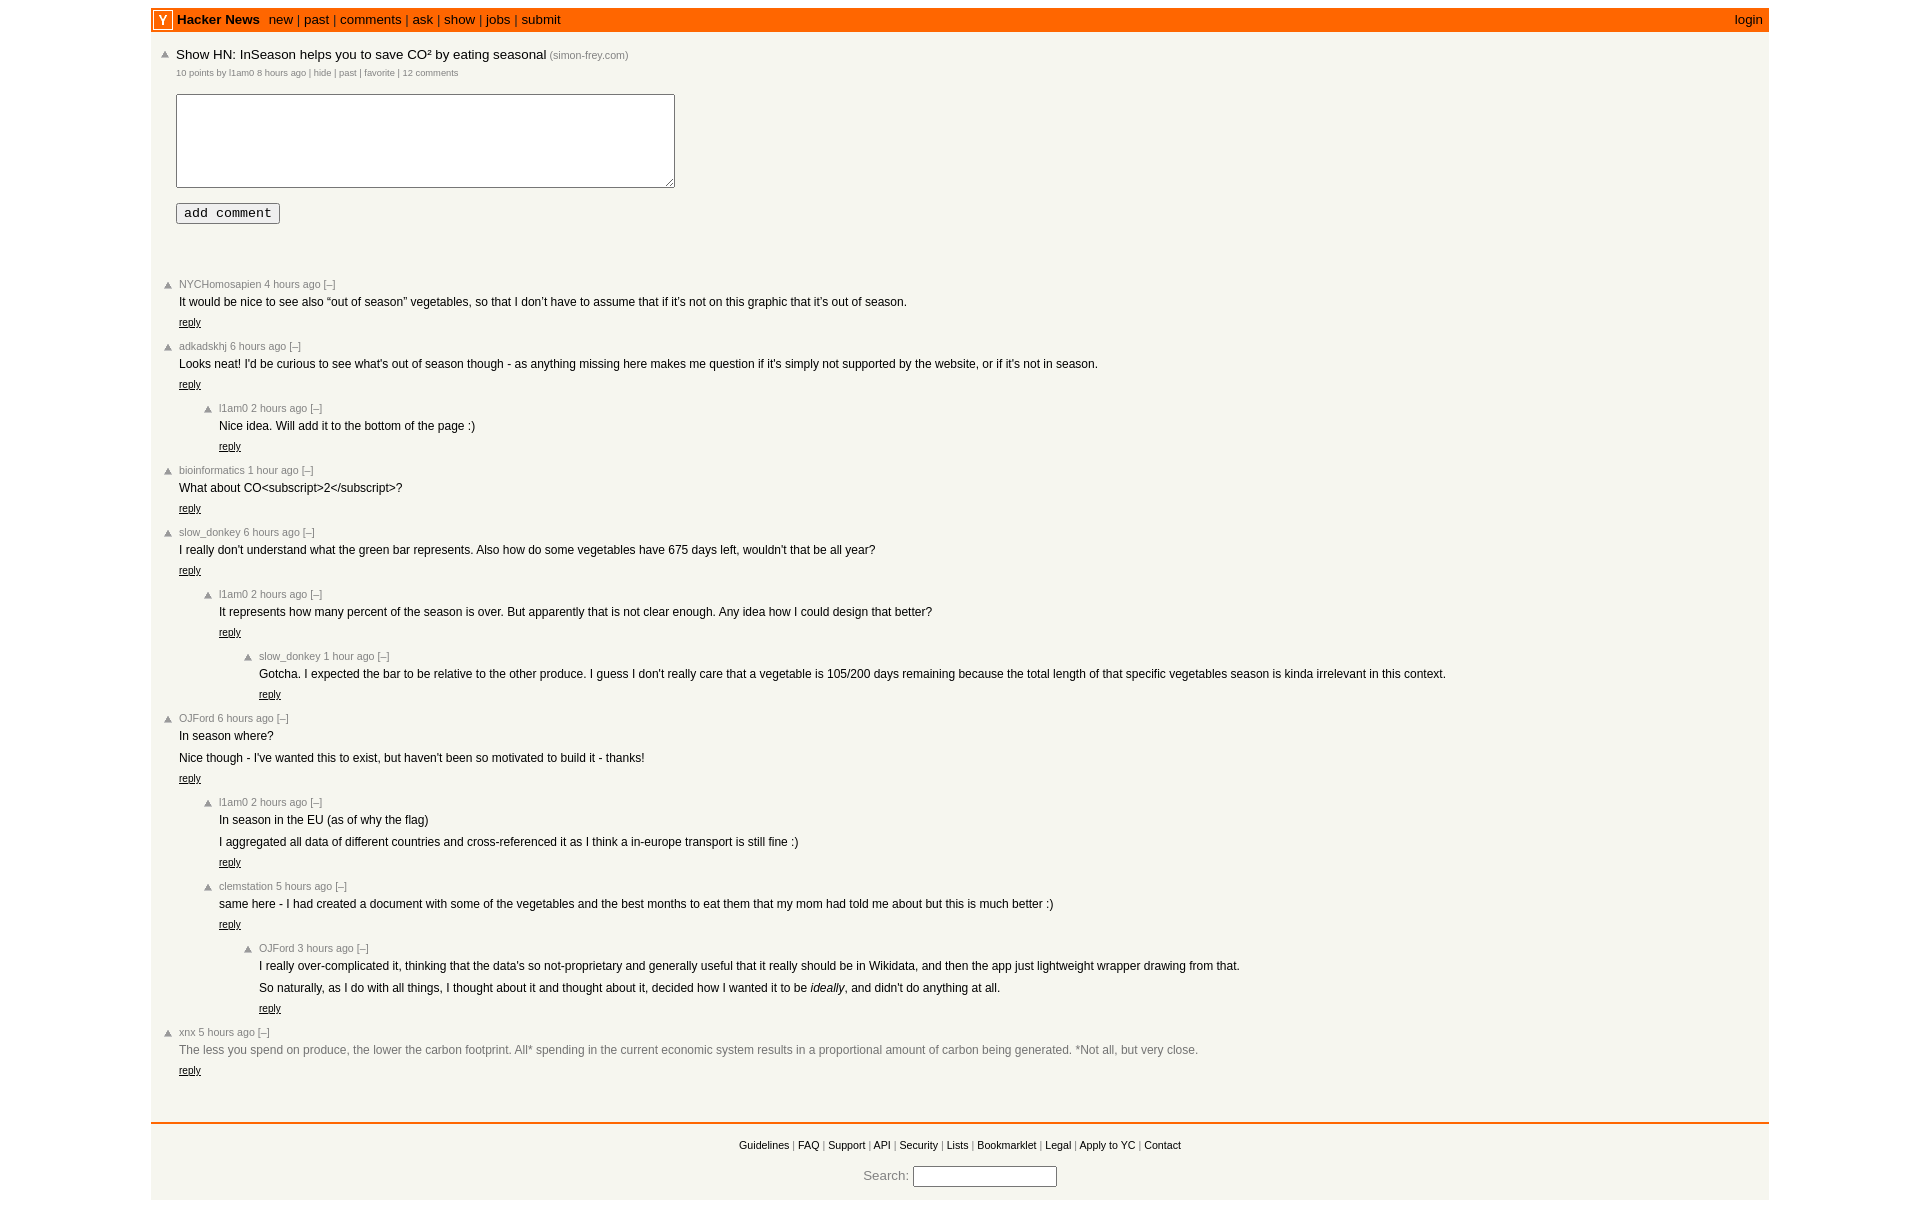 Y Hacker News new | past | comments | ask | show | jobs | submit login
Show HN: InSeason helps you to save CO² by eating seasonal (simon-frey.com)
10 points by l1am0 8 hours ago | hide | past | favorite | 12 comments
add comment
NYCHomosapien 4 hours ago [–]
It would be nice to see also “out of season” vegetables, so that I don’t have to assume that if it’s not on this graphic that it’s out of season.
reply
adkadskhj 6 hours ago [–]
Looks neat! I'd be curious to see what's out of season though - as anything missing here makes me question if it's simply not supported by the website, or if it's not in season.
reply
l1am0 2 hours ago [–]
Nice idea. Will add it to the bottom of the page :)
reply
bioinformatics 1 hour ago [–]
What about CO<subscript>2</subscript>?
reply
slow_donkey 6 hours ago [–]
I really don't understand what the green bar represents. Also how do some vegetables have 675 days left, wouldn't that be all year?
reply
l1am0 2 hours ago [–]
It represents how many percent of the season is over. But apparently that is not clear enough. Any idea how I could design that better?
reply
slow_donkey 1 hour ago [–]
Gotcha. I expected the bar to be relative to the other produce. I guess I don't really care that a vegetable is 105/200 days remaining because the total length of that specific vegetables season is kinda irrelevant in this context.
reply
OJFord 6 hours ago [–]
In season where?
Nice though - I've wanted this to exist, but haven't been so motivated to build it - thanks!
reply
l1am0 2 hours ago [–]
In season in the EU (as of why the flag)
I aggregated all data of different countries and cross-referenced it as I think a in-europe transport is still fine :)
reply
clemstation 5 hours ago [–]
same here - I had created a document with some of the vegetables and the best months to eat them that my mom had told me about but this is much better :)
reply
OJFord 3 hours ago [–]
I really over-complicated it, thinking that the data's so not-proprietary and generally useful that it really should be in Wikidata, and then the app just lightweight wrapper drawing from that.
So naturally, as I do with all things, I thought about it and thought about it, decided how I wanted it to be ideally, and didn't do anything at all.
reply
xnx 5 hours ago [–]
The less you spend on produce, the lower the carbon footprint. All* spending in the current economic system results in a proportional amount of carbon being generated. *Not all, but very close.
reply
Guidelines | FAQ | Support | API | Security | Lists | Bookmarklet | Legal | Apply to YC | Contact
Search: